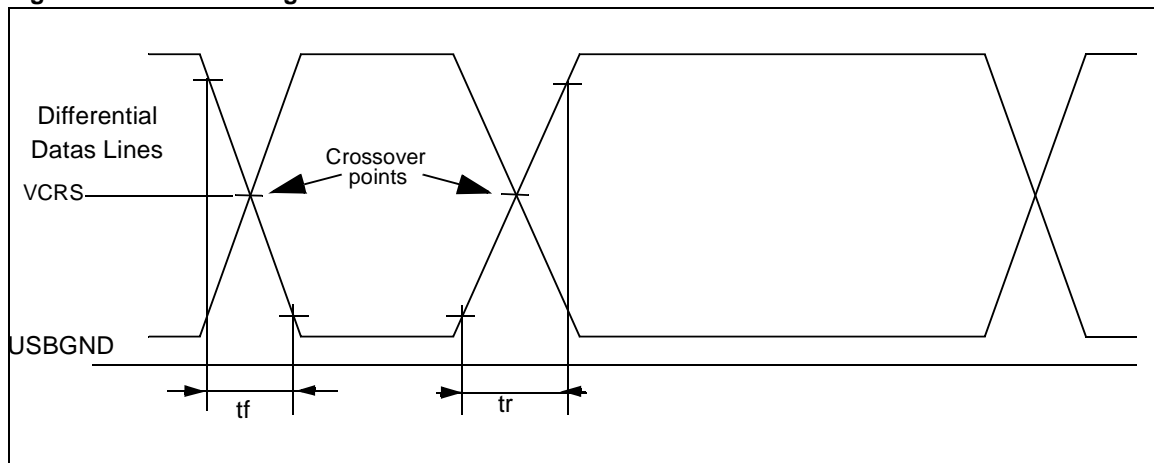 Differential
Datas Lines
Crossover
points
VCRS
USBGND
tf
tr